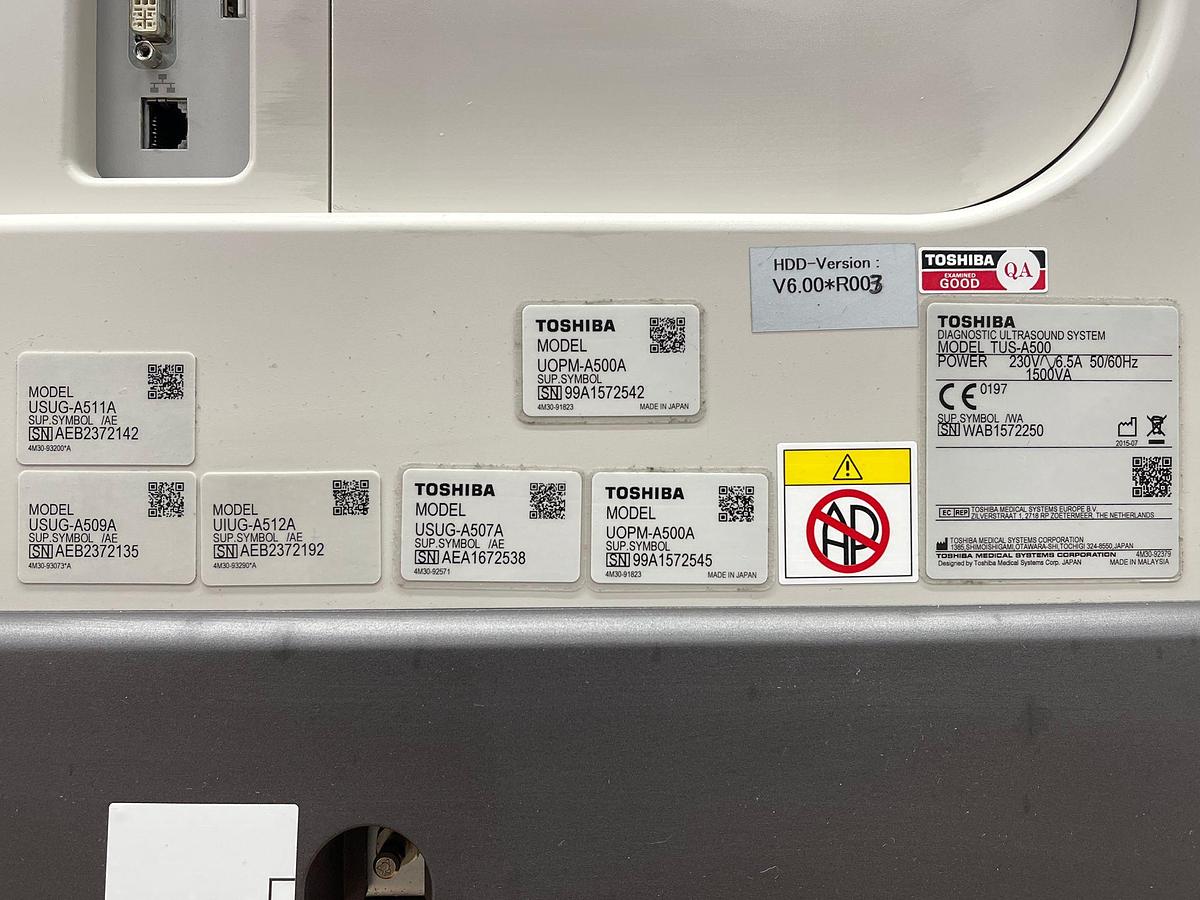 HDD-Version :
V6.00*R003
TOSHIBA
EXAMINED
GOOD
QA
TOSHIBA
MODEL
UOPM-A500A
SUP.SYMBOL
SN 99A1572542
4M30-91823 MADE IN JAPAN
TOSHIBA
DIAGNOSTIC ULTRASOUND SYSTEM
MODEL TUS-A500
POWER 230V 6.5A 50/60Hz
1500VA
CE 0197
SUP.SYMBOL /WA
SN WAB1572250
2015-07
EC REP TOSHIBA MEDICAL SYSTEMS EUROPE B.V.
ZILVERSTRAAT 1, 2718 RP ZOETERMEER, THE NETHERLANDS
TOSHIBA MEDICAL SYSTEMS CORPORATION
1385,SHIMOISHIGAMI,OTAWARA-SHI,TOCHIGI 324-8550,JAPAN
TOSHIBA MEDICAL SYSTEMS CORPORATION 4M30-92379
Designed by Toshiba Medical Systems Corp. JAPAN MADE IN MALAYSIA
MODEL
USUG-A511A
SUP.SYMBOL /AE
SN AEB2372142
4M30-93200*A
MODEL
USUG-A509A
SUP.SYMBOL /AE
SN AEB2372135
4M30-93073*A
MODEL
UIUG-A512A
SUP.SYMBOL /AE
SN AEB2372192
4M30-93290*A
TOSHIBA
MODEL
USUG-A507A
SUP.SYMBOL /AE
SN AEA1672538
4M30-92571
TOSHIBA
MODEL
UOPM-A500A
SUP.SYMBOL
SN 99A1572545
4M30-91823 MADE IN JAPAN
AP
HP